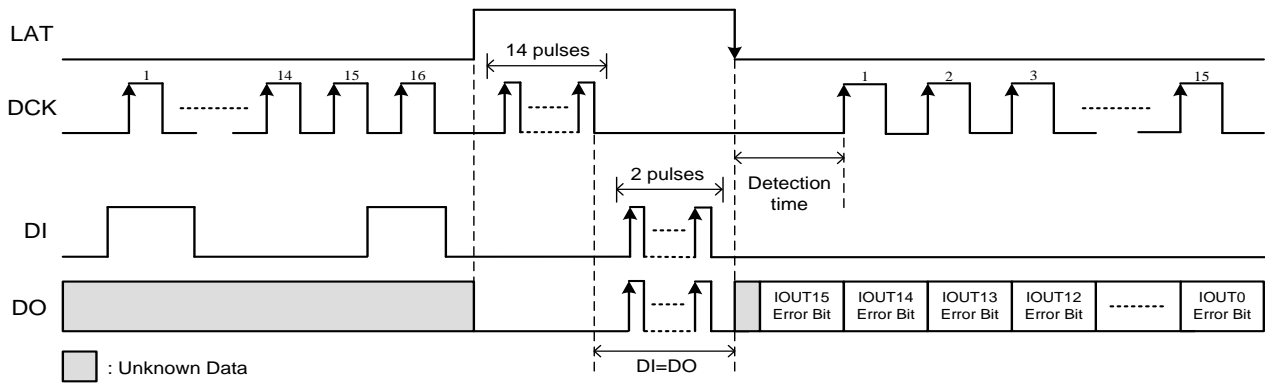 LAT
14 pulses
DCK
1
14
15
16
1
2
3
15
2 pulses
Detection
time
DI
DO
IOUT15
Error Bit
IOUT14
Error Bit
IOUT13
Error Bit
IOUT12
Error Bit
IOUT0
Error Bit
DI=DO
: Unknown Data